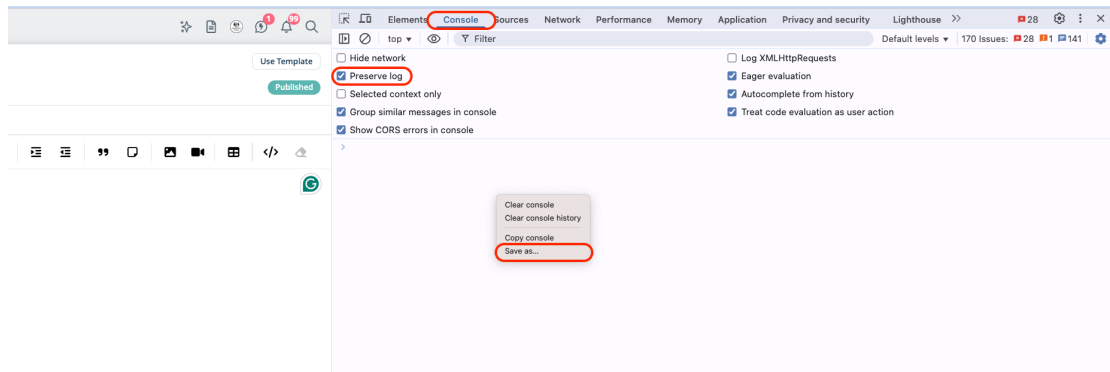 1 99
Use Template
Published
Elements Console Sources Network Performance Memory Application Privacy and security Lighthouse 28
top Filter Default levels 170 Issues: 28 1 141
Hide network
Log XMLHttpRequests
Preserve log
Eager evaluation
Selected context only
Autocomplete from history
Group similar messages in console
Treat code evaluation as user action
Show CORS errors in console
Clear console
Clear console history
Copy console
Save as...